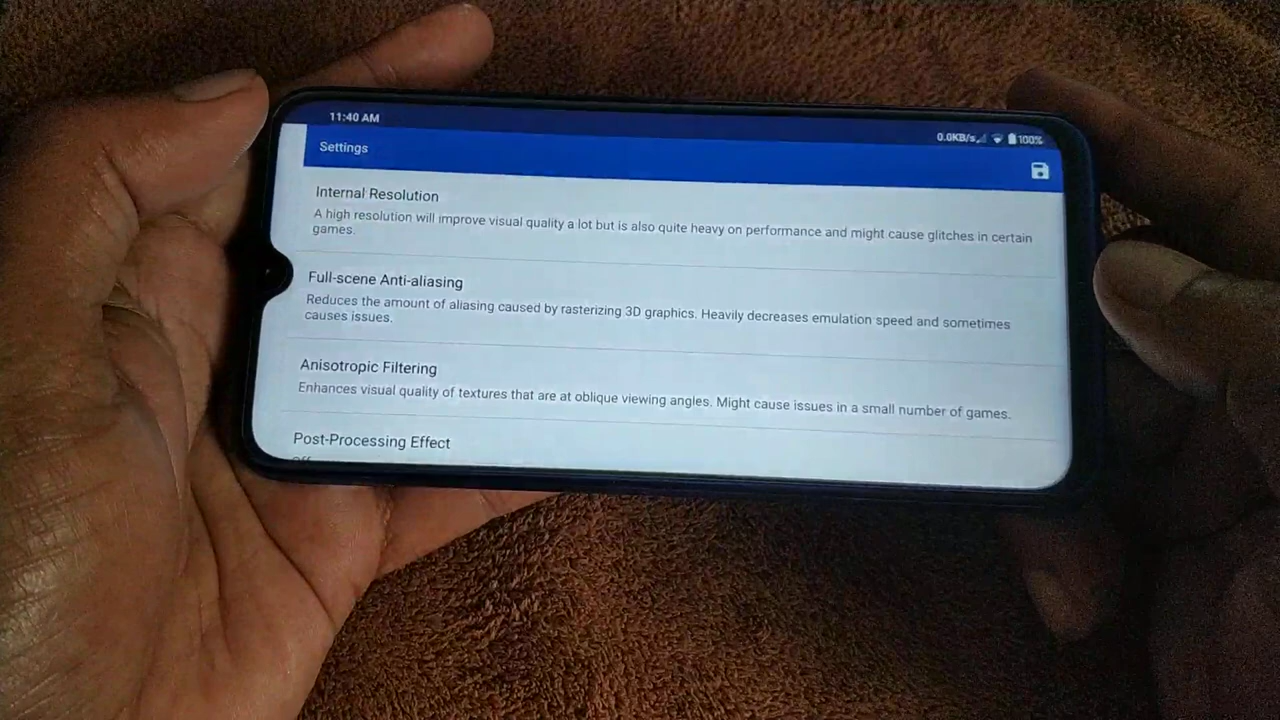 11:40 AM
0.0KB/s 100%
Settings
Internal Resolution
A high resolution will improve visual quality a lot but is also quite heavy on performance and might cause glitches in certain
games.
Full-scene Anti-aliasing
Reduces the amount of aliasing caused by rasterizing 3D graphics. Heavily decreases emulation speed and sometimes
causes issues.
Anisotropic Filtering
Enhances visual quality of textures that are at oblique viewing angles. Might cause issues in a small number of games.
Post-Processing Effect